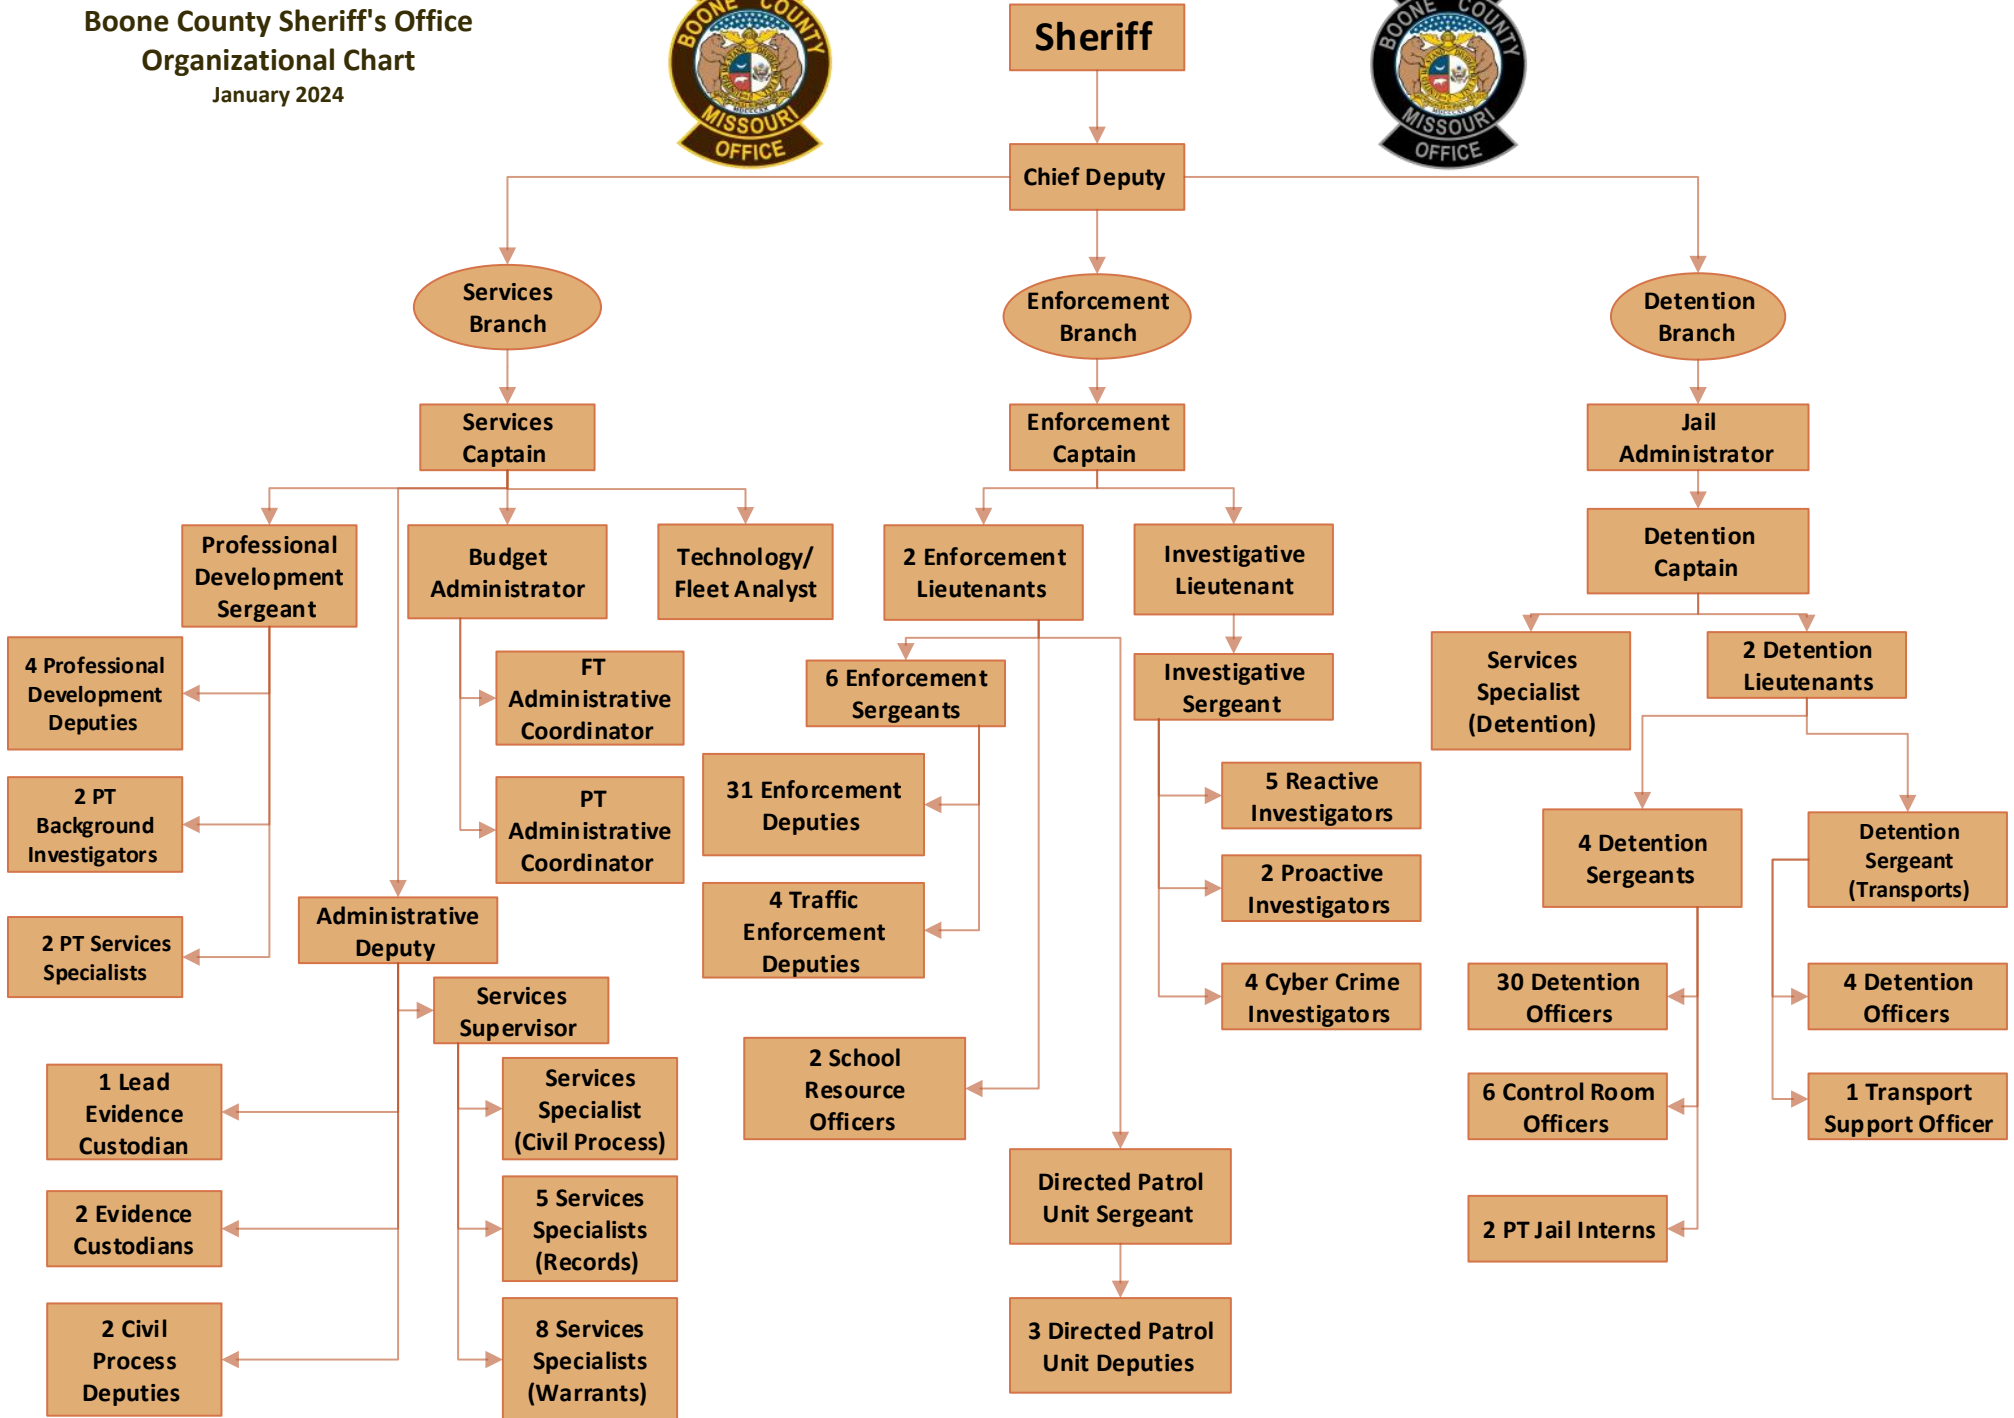 Boone County Sheriff's Office
Organizational Chart
January 2024
BOONE COUNTY
MISSOURI
OFFICE
Sheriff
BOONE COUNTY
MISSOURI
OFFICE
Chief Deputy
Services
Branch
Enforcement
Branch
Detention
Branch
Services
Captain
Enforcement
Captain
Jail
Administrator
Professional
Development
Sergeant
Budget
Administrator
Technology/
Fleet Analyst
2 Enforcement
Lieutenants
Investigative
Lieutenant
Detention
Captain
4 Professional
Development
Deputies
FT
Administrative
Coordinator
6 Enforcement
Sergeants
Investigative
Sergeant
Services
Specialist
(Detention)
2 Detention
Lieutenants
2 PT
Background
Investigators
PT
Administrative
Coordinator
31 Enforcement
Deputies
5 Reactive
Investigators
4 Detention
Sergeants
Detention
Sergeant
(Transports)
2 PT Services
Specialists
Administrative
Deputy
4 Traffic
Enforcement
Deputies
2 Proactive
Investigators
Services
Supervisor
4 Cyber Crime
Investigators
30 Detention
Officers
4 Detention
Officers
1 Lead
Evidence
Custodian
Services
Specialist
(Civil Process)
2 School
Resource
Officers
6 Control Room
Officers
1 Transport
Support Officer
2 Evidence
Custodians
5 Services
Specialists
(Records)
Directed Patrol
Unit Sergeant
2 PT Jail Interns
2 Civil
Process
Deputies
8 Services
Specialists
(Warrants)
3 Directed Patrol
Unit Deputies